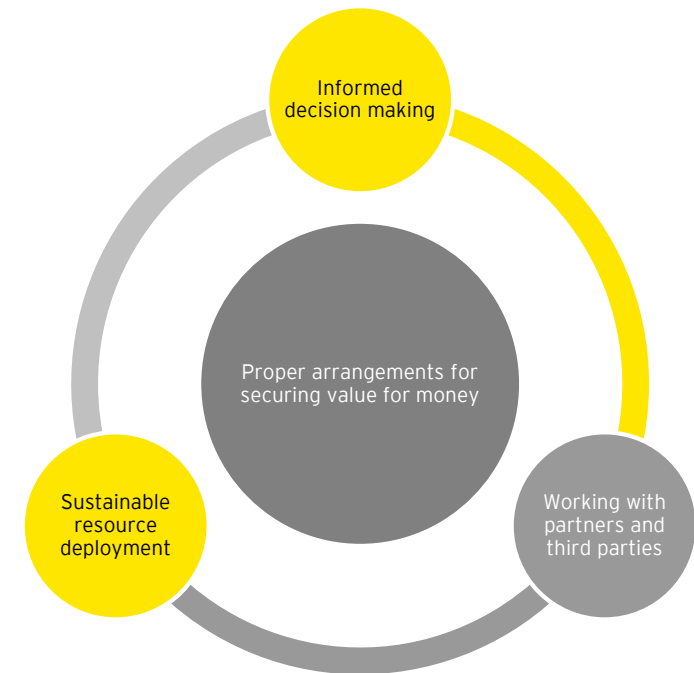 Informed
decision making
Proper arrangements for
securing value for money
Sustainable
resource
deployment
Working with
partners and
third parties